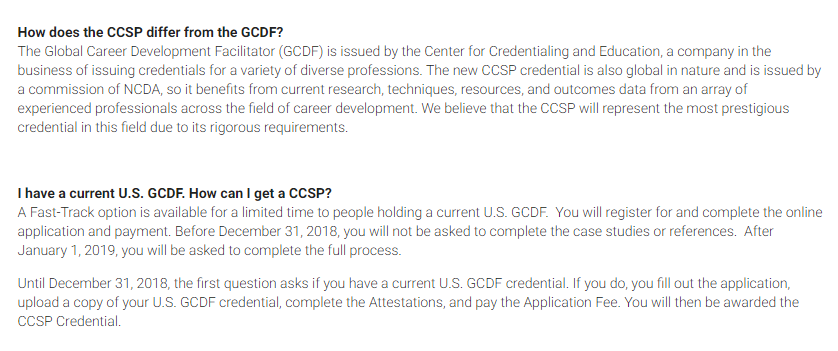 How does the CCSP differ from the GCDF?
The Global Career Development Facilitator (GCDF) is issued by the Center for Credentialing and Education, a company in the
business of issuing credentials for a variety of diverse professions. The new CCSP credential is also global in nature and is issued by
a commission of NCDA, so it benefits from current research, techniques, resources, and outcomes data from an array of
experienced professionals across the field of career development. We believe that the CCSP will represent the most prestigious
credential in this field due to its rigorous requirements.
I have a current U.S. GCDF. How can I get a CCSP?
A Fast-Track option is available for a limited time to people holding a current U.S. GCDF.  You will register for and complete the online
application and payment. Before December 31, 2018, you will not be asked to complete the case studies or references.  After
January 1, 2019, you will be asked to complete the full process.
Until December 31, 2018, the first question asks if you have a current U.S. GCDF credential. If you do, you fill out the application,
upload a copy of your U.S. GCDF credential, complete the Attestations, and pay the Application Fee. You will then be awarded the
CCSP Credential.